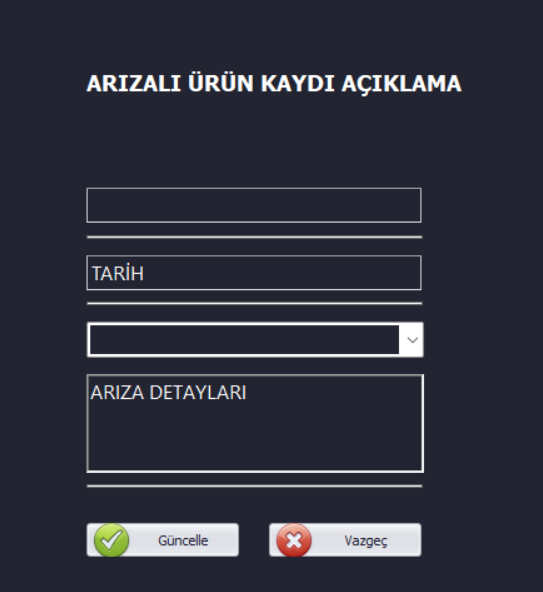 ARIZALI ÜRÜN KAYDI AÇIKLAMA
TARİH
ARIZA DETAYLARI
Güncelle
Vazgeç